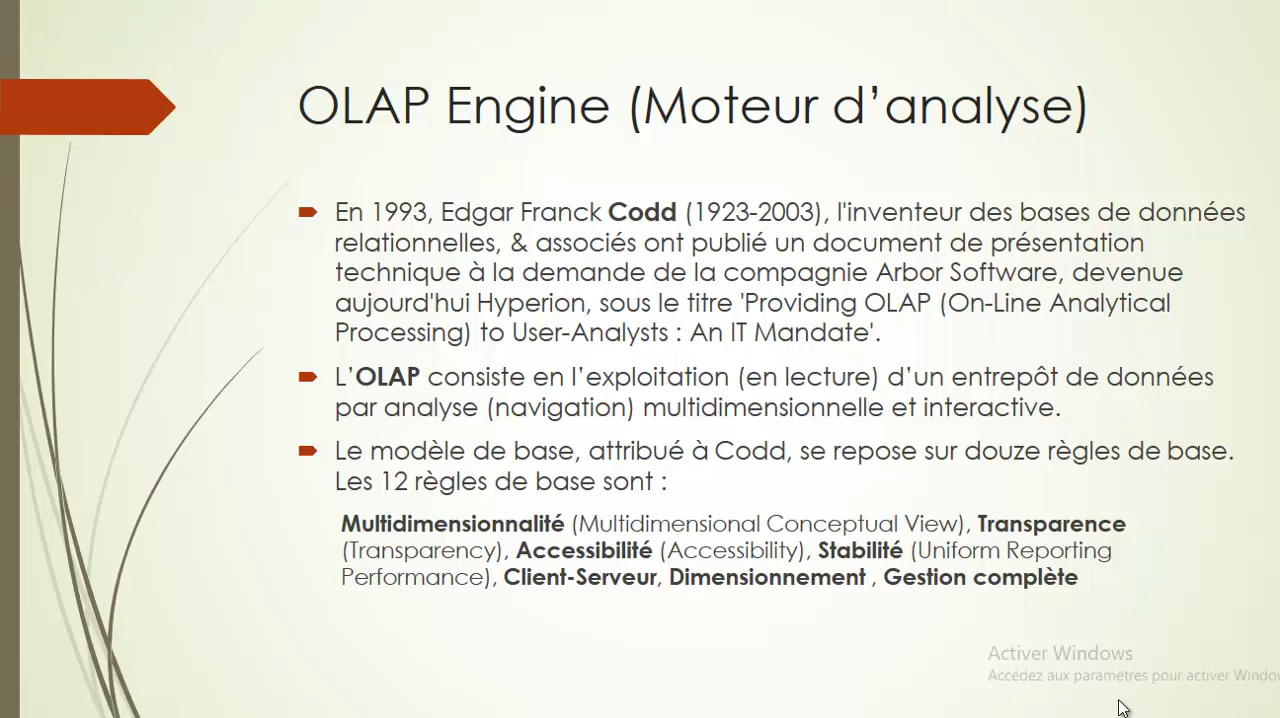 OLAP Engine (Moteur d’analyse)
En 1993, Edgar Franck Codd (1923-2003), l'inventeur des bases de données
relationnelles, & associés ont publié un document de présentation
technique à la demande de la compagnie Arbor Software, devenue
aujourd'hui Hyperion, sous le titre 'Providing OLAP (On-Line Analytical
Processing) to User-Analysts : An IT Mandate'.
L’OLAP consiste en l’exploitation (en lecture) d’un entrepôt de données
par analyse (navigation) multidimensionnelle et interactive.
Le modèle de base, attribué à Codd, se repose sur douze règles de base.
Les 12 règles de base sont :
Multidimensionnalité (Multidimensional Conceptual View), Transparence
(Transparency), Accessibilité (Accessibility), Stabilité (Uniform Reporting
Performance), Client-Serveur, Dimensionnement , Gestion complète
Activer Windows
Accédez aux paramètres pour activer Window